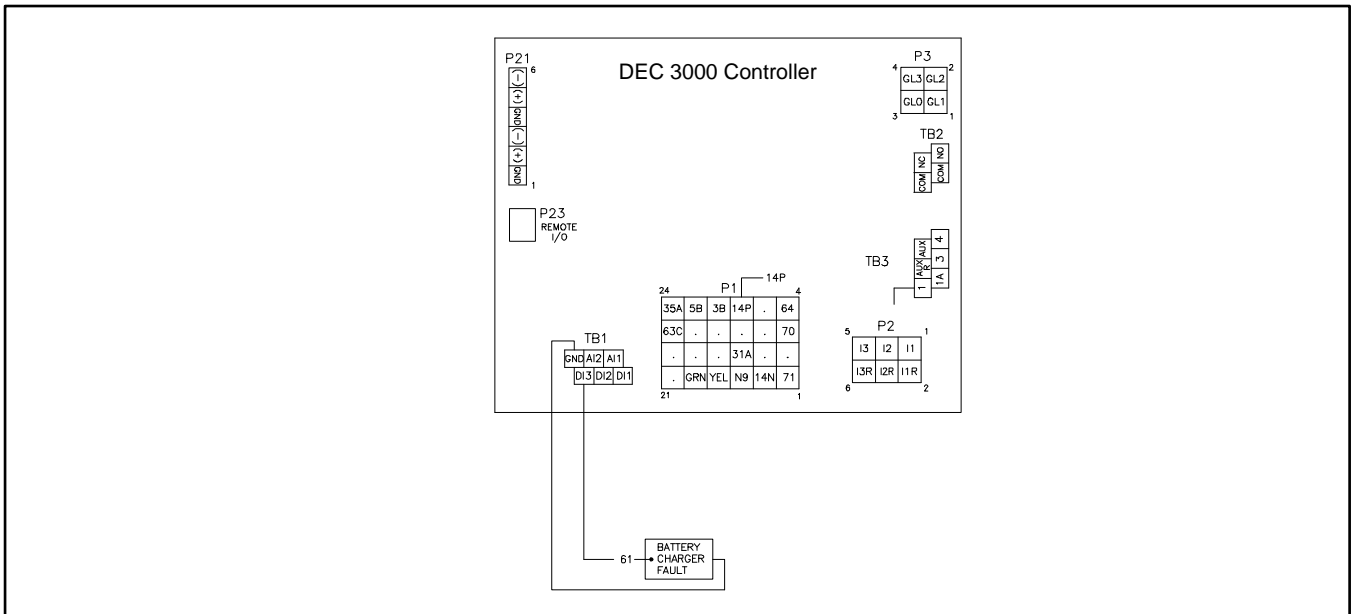 DEC 3000 Controller
P21
6
(-)
(+)
GND
(-)
(+)
GND
1
P23
REMOTE
I/O
P3
4 2
GL3 GL2
GL0 GL1
3 1
TB2
NC NO
COM COM
TB3
AUX 4
AUX R 3
1 1A
14P
24 P1 4
35A 5B 3B 14P . 64
63C . . . . 70
. . . 31A . .
. GRN YEL N9 14N 71
21 1
5 P2 1
I3 I2 I1
I3R I2R I1R
6 2
TB1
GND AI2 AI1
DI3 DI2 DI1
61
BATTERY
CHARGER
FAULT